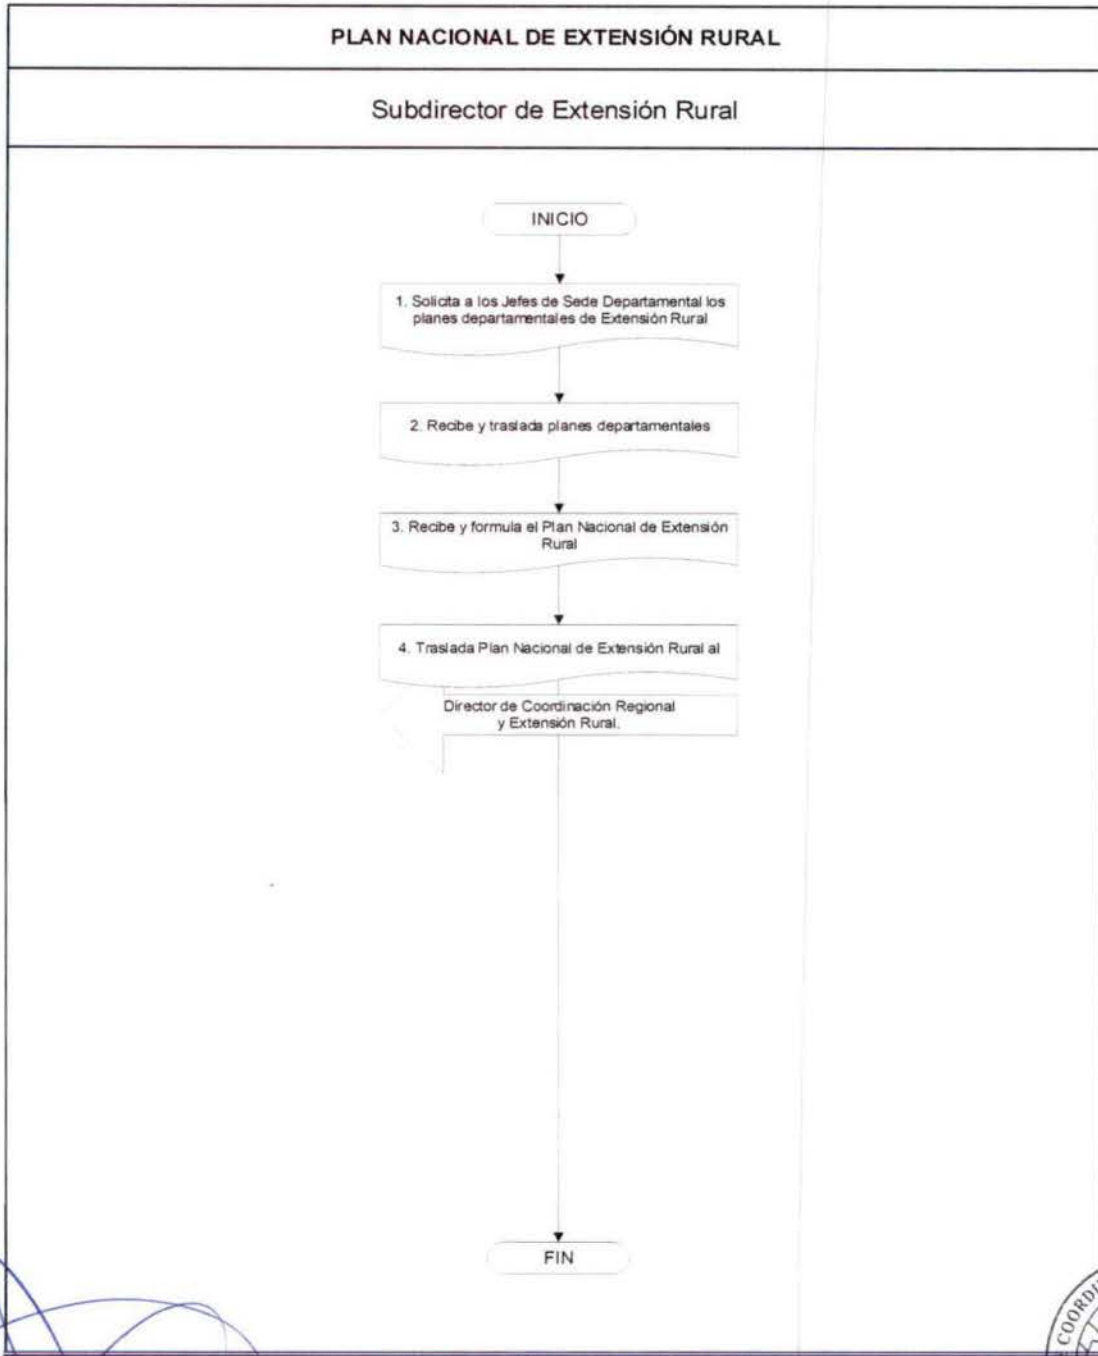 PLAN NACIONAL DE EXTENSIÓN RURAL
Subdirector de Extensión Rural
INICIO
1. Solicita a los Jefes de Sede Departamental los
planes departamentales de Extensión Rural
2. Recibe y traslada planes departamentales
3. Recibe y formula el Plan Nacional de Extensión
Rural
4. Traslada Plan Nacional de Extensión Rural al
Director de Coordinación Regional
y Extensión Rural.
FIN